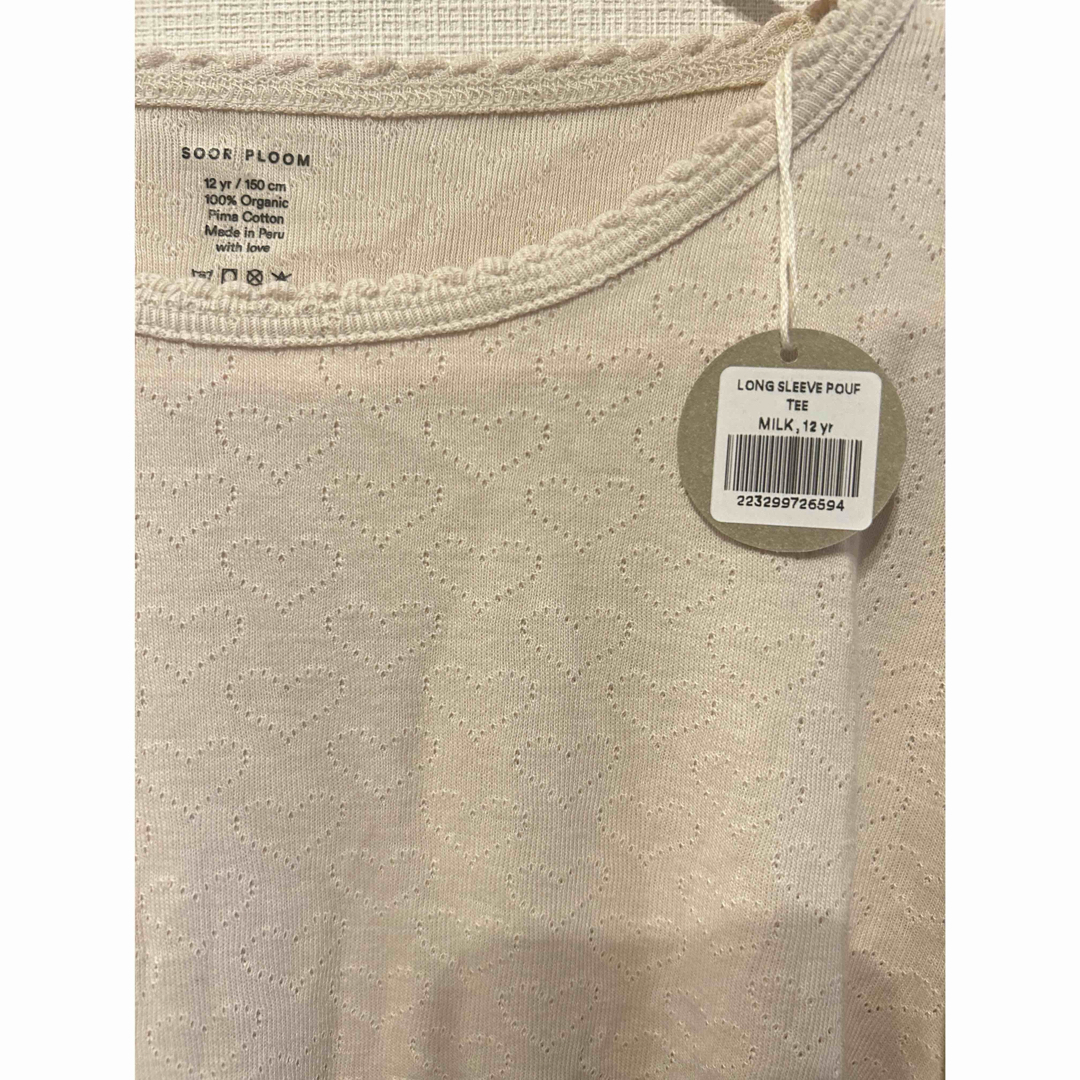 SOOR PLOOM
12 yr / 150 cm
100% Organic
Pima Cotton
Made in Peru
with love
LONG SLEEVE POUF
TEE
MILK, 12 yr
223299726594